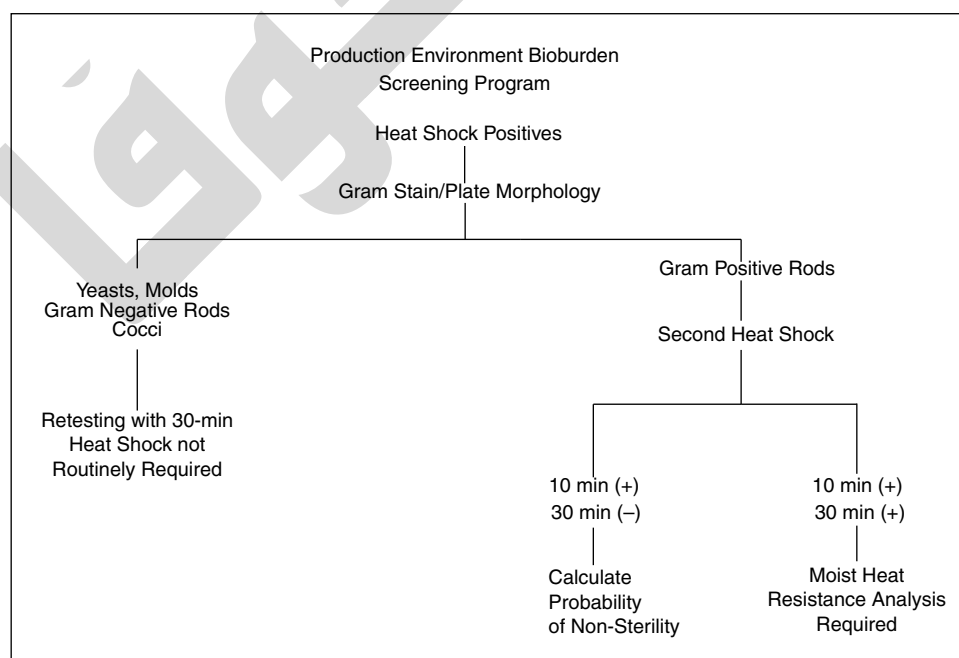 Production Environment Bioburden
Screening Program
Heat Shock Positives
Gram Stain/Plate Morphology
Yeasts, Molds
Gram Negative Rods
Cocci
Retesting with 30-min
Heat Shock not
Routinely Required
Gram Positive Rods
Second Heat Shock
10 min (+)
30 min (–)
Calculate
Probability
of Non-Sterility
10 min (+)
30 min (+)
Moist Heat
Resistance Analysis
Required